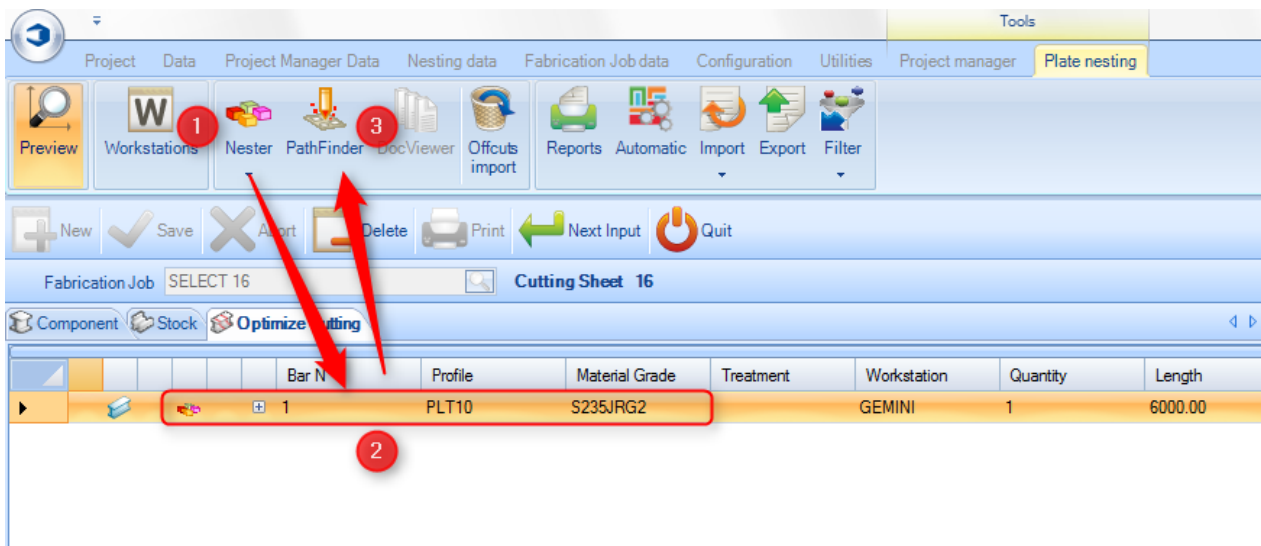 Tools
Project Data Project Manager Data Nesting data Fabrication Job data Configuration Utilities Project manager Plate nesting
W 1 3
Preview Workstations Nester PathFinder DocViewer Offcuts import Reports Automatic Import Export Filter
New Save Abort Delete Print Next Input Quit
Fabrication Job SELECT 16 Cutting Sheet 16
Component Stock Optimize Cutting
Bar N Profile Material Grade Treatment Workstation Quantity Length
1 PLT10 S235JRG2 GEMINI 1 6000.00
2